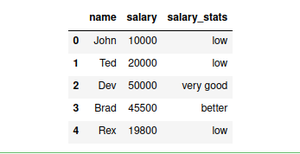 name salary salary_stats
0 John 10000 low
1 Ted 20000 low
2 Dev 50000 very good
3 Brad 45500 better
4 Rex 19800 low